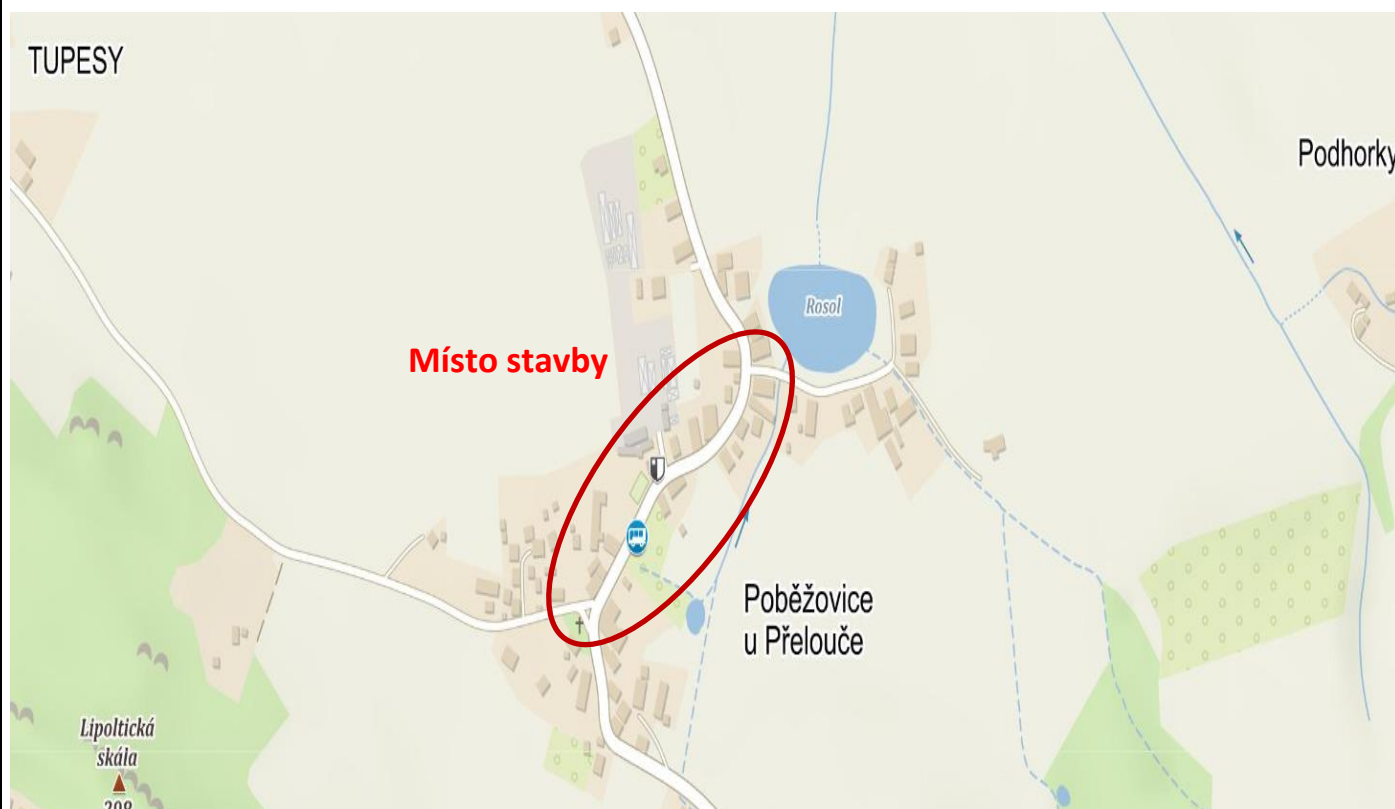 TUPESY
Podhorky
Rosol
Místo stavby
Poběžovice
u Přelouče
Lipoltická
skála